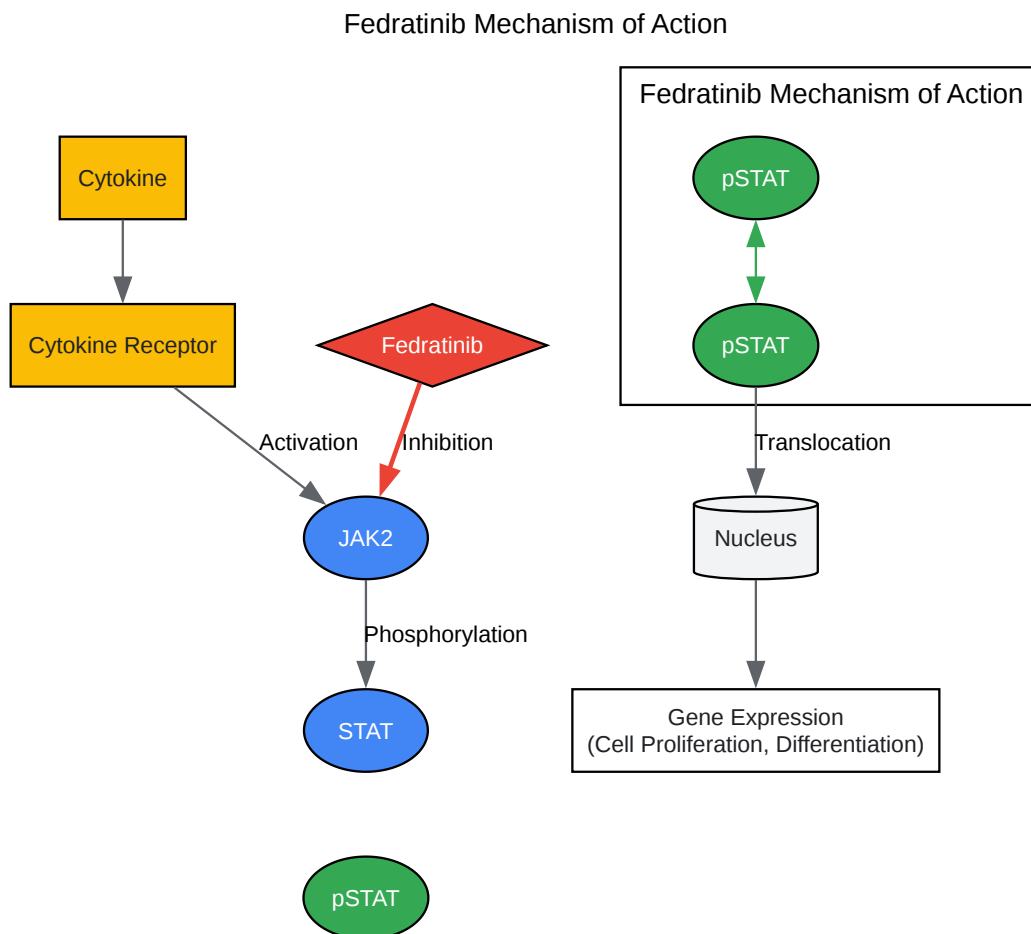 Fedratinib Mechanism of Action
Fedratinib Mechanism of Action
Cytokine
pSTAT
Cytokine Receptor
Fedratinib
pSTAT
Activation
Inhibition
Translocation
JAK2
Nucleus
Phosphorylation
STAT
Gene Expression
(Cell Proliferation, Differentiation)
pSTAT